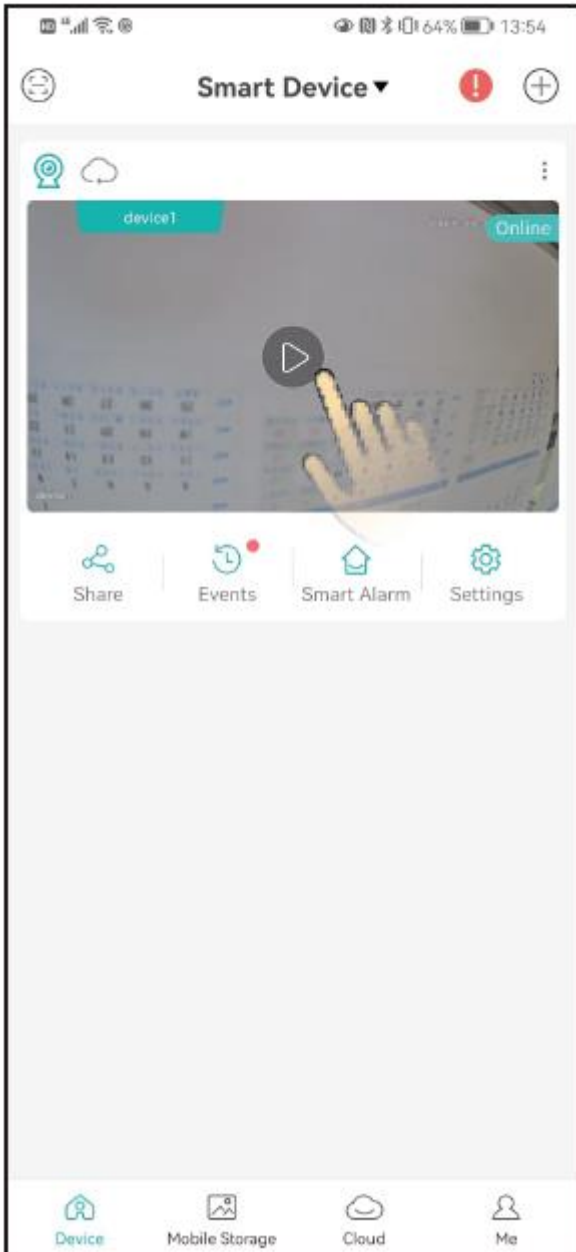 64% 13:54
Smart Device
device1
Online
Share Events Smart Alarm Settings
Device Mobile Storage Cloud Me